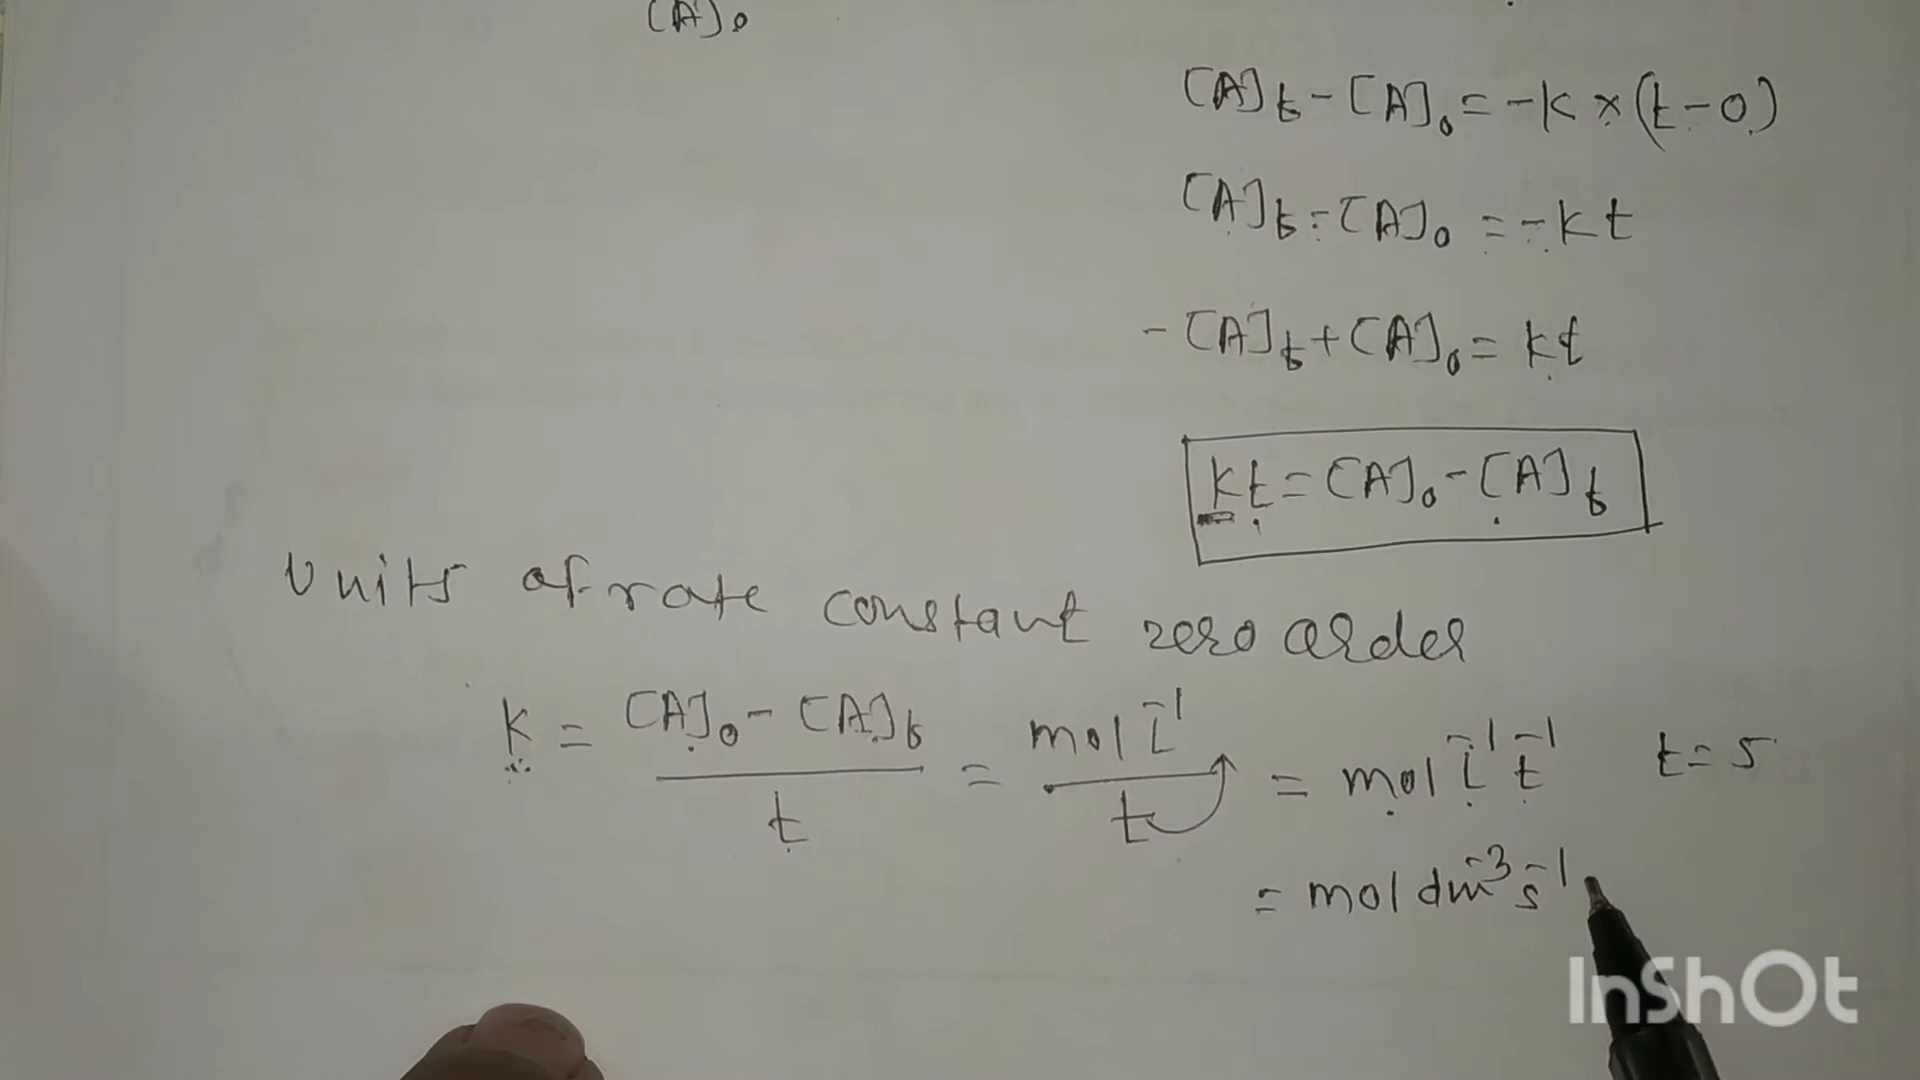 [A]₀
[A]t - [A]₀ = -k × (t-0)
[A]t - [A]₀ = -kt
-[A]t + [A]₀ = kt
kt = [A]₀ - [A]t
Units of rate constant zero order
k = [A]₀ - [A]t / t = mol L⁻¹ / t = mol L⁻¹ t⁻¹ t = s
= mol dm⁻³ s⁻¹
InShOt